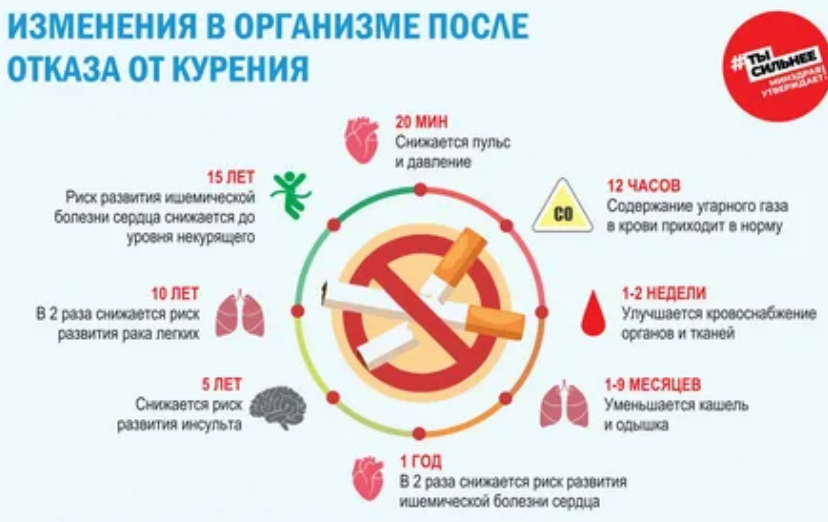 ИЗМЕНЕНИЯ В ОРГАНИЗМЕ ПОСЛЕ
ОТКАЗА ОТ КУРЕНИЯ
#ТЫ
СИЛЬНЕЕ
МИНЗДРАВ
УТВЕРЖДАЕТ!
20 МИН
Снижается пульс
и давление
12 ЧАСОВ
Содержание угарного газа
в крови приходит в норму
CO
1-2 НЕДЕЛИ
Улучшается кровоснабжение
органов и тканей
1-9 МЕСЯЦЕВ
Уменьшается кашель
и одышка
1 ГОД
В 2 раза снижается риск развития
ишемической болезни сердца
5 ЛЕТ
Снижается риск
развития инсульта
10 ЛЕТ
В 2 раза снижается риск
развития рака легких
15 ЛЕТ
Риск развития ишемической
болезни сердца снижается до
уровня некурящего